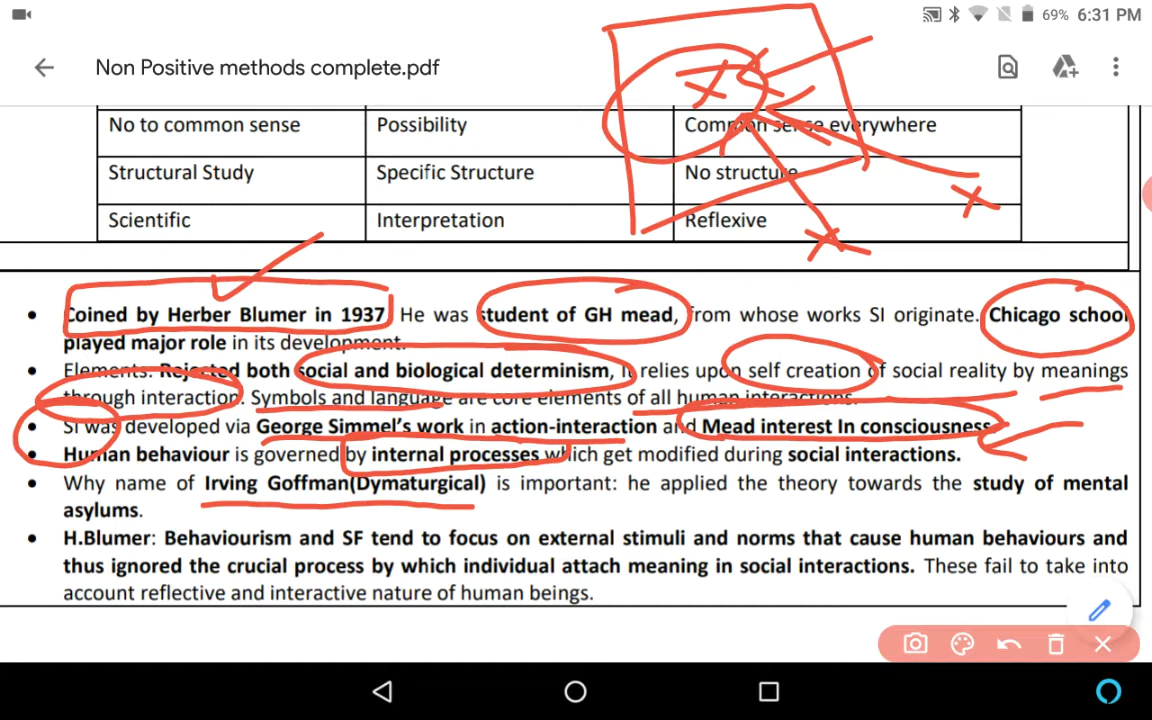 69% 6:31 PM
Non Positive methods complete.pdf
No to common sense Possibility Common sense everywhere
Structural Study Specific Structure No structure
Scientific Interpretation Reflexive
• Coined by Herber Blumer in 1937. He was student of GH mead, from whose works SI originate. Chicago school
played major role in its development.
• Elements: Rejected both social and biological determinism, it relies upon self creation of social reality by meanings
through interaction. Symbols and language are core elements of all human interactions.
• SI was developed via George Simmel's work in action-interaction and Mead interest In consciousness.
• Human behaviour is governed by internal processes which get modified during social interactions.
• Why name of Irving Goffman(Dymaturgical) is important: he applied the theory towards the study of mental
asylums.
• H.Blumer: Behaviourism and SF tend to focus on external stimuli and norms that cause human behaviours and
thus ignored the crucial process by which individual attach meaning in social interactions. These fail to take into
account reflective and interactive nature of human beings.